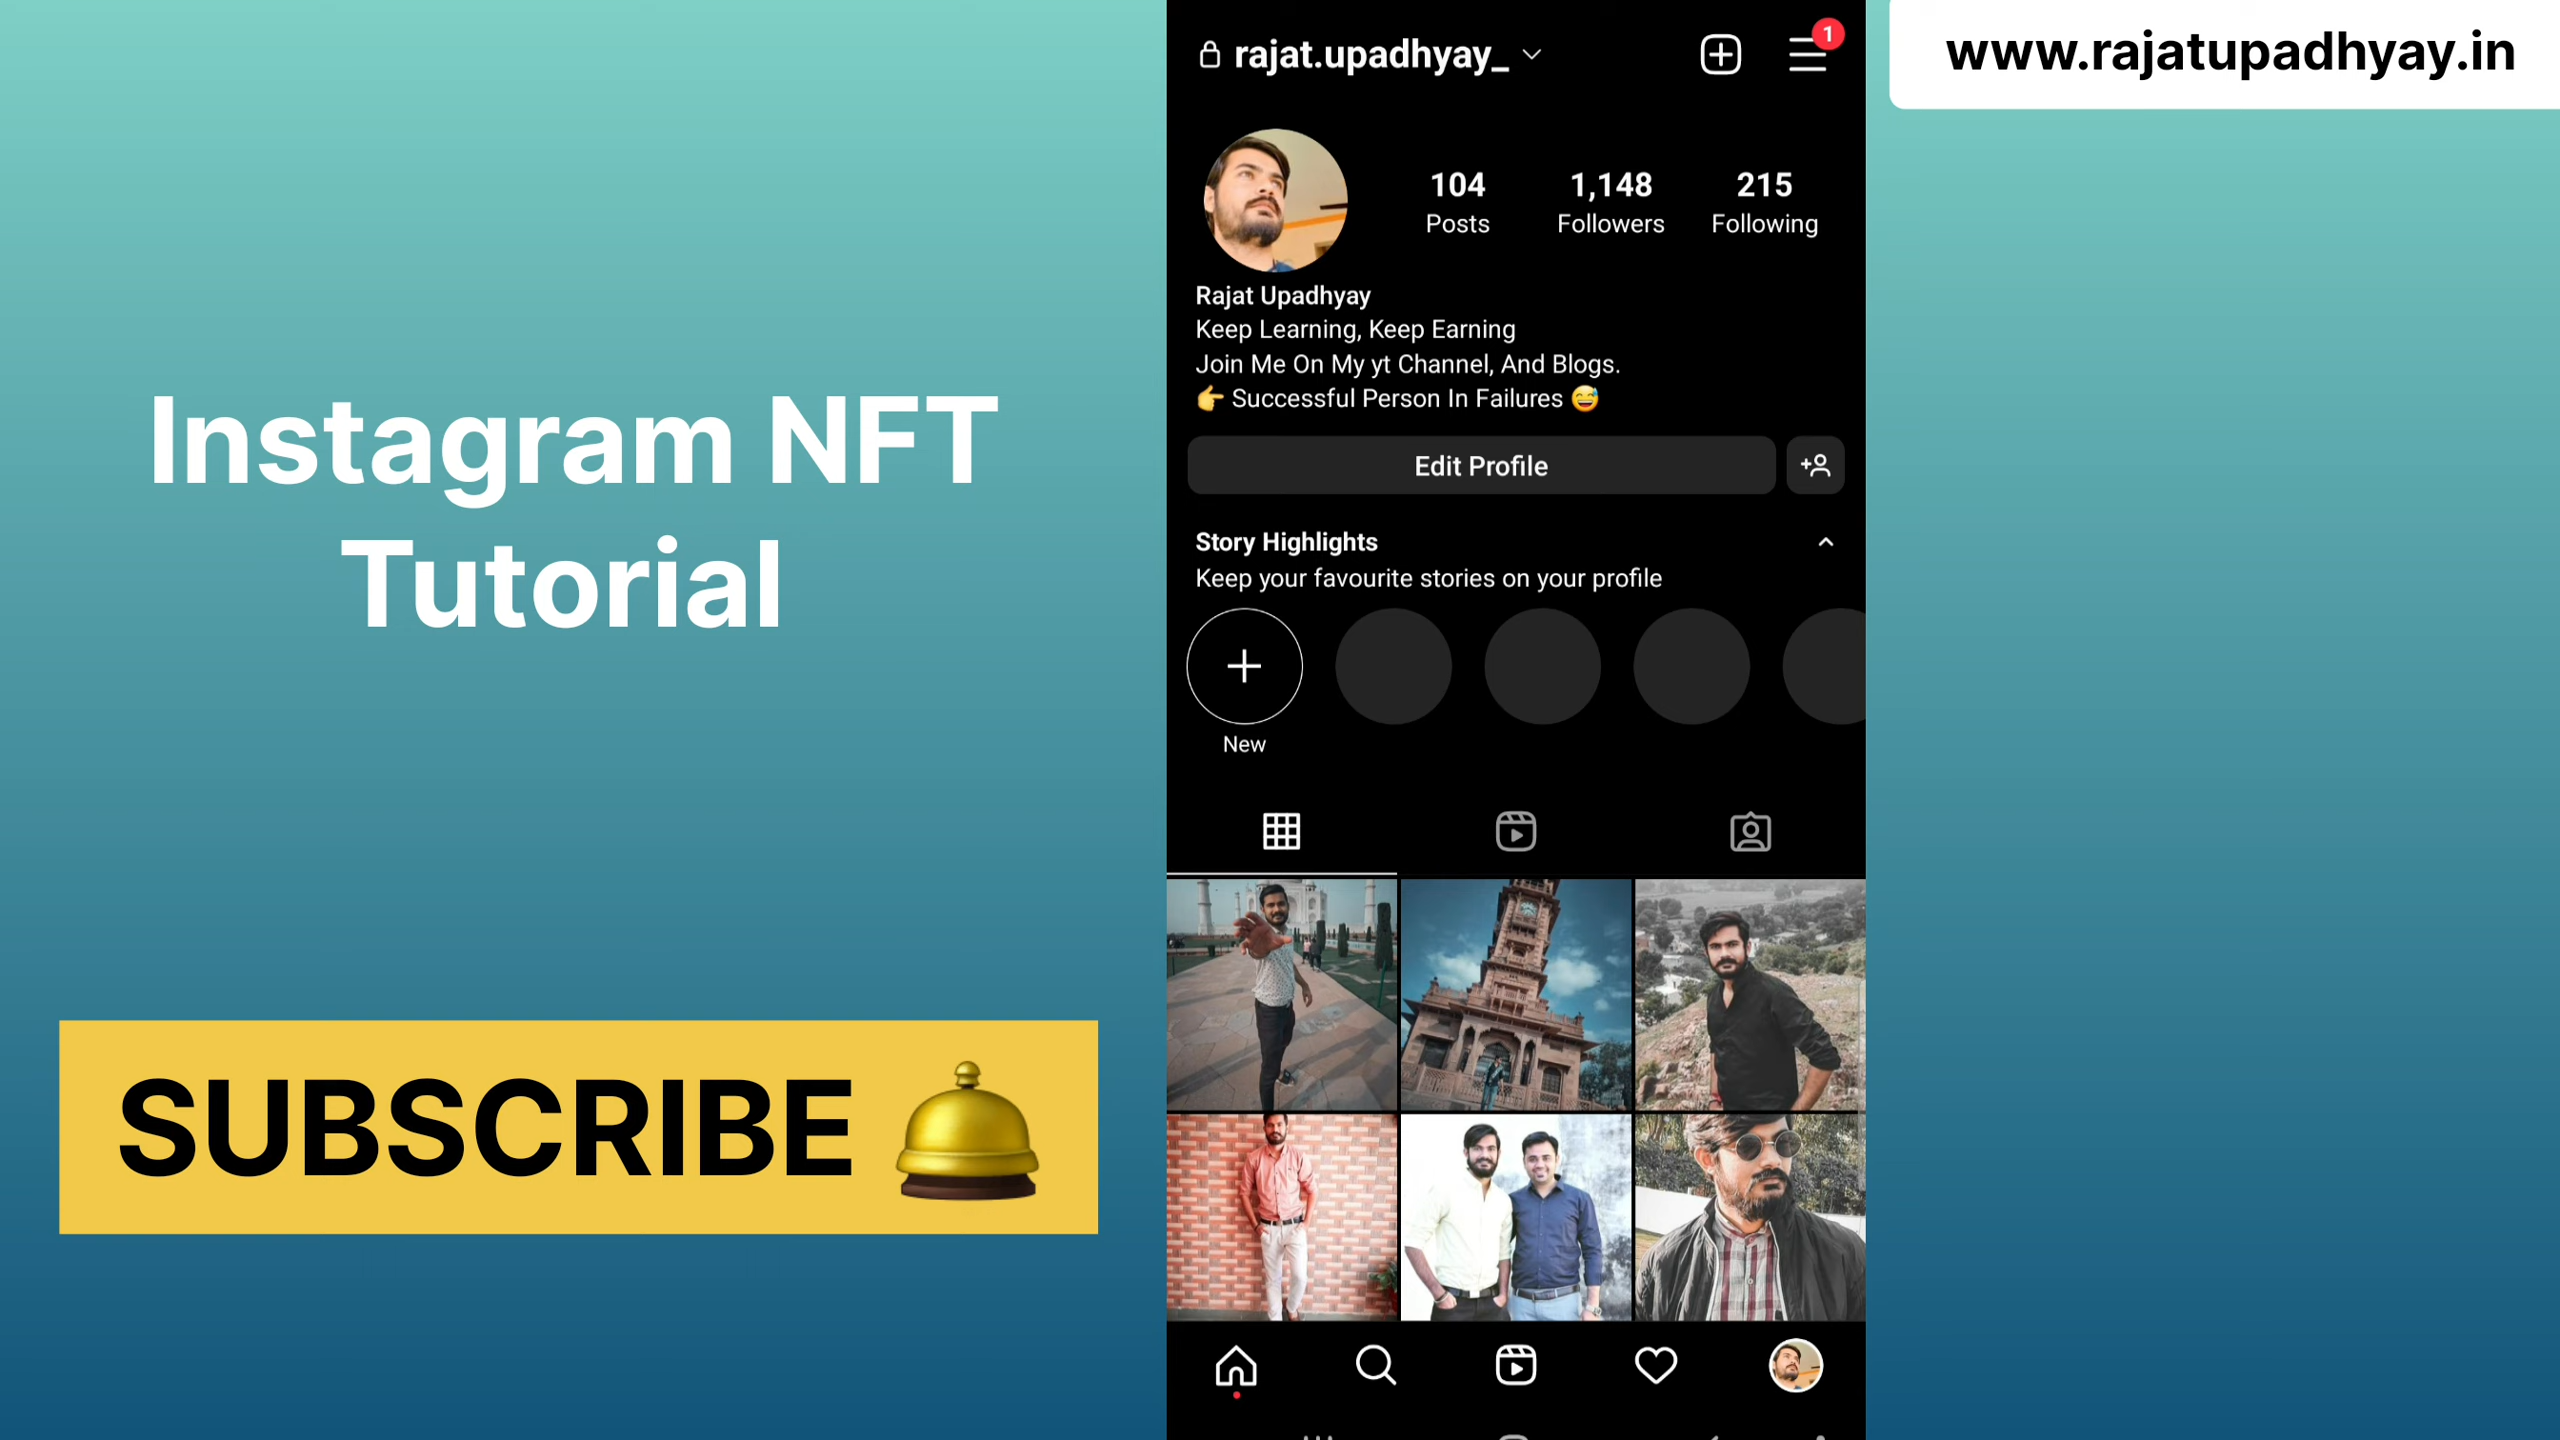 Instagram NFT
Tutorial
SUBSCRIBE
rajat.upadhyay_
1
104
1,148
215
Posts
Followers
Following
Rajat Upadhyay
Keep Learning, Keep Earning
Join Me On My yt Channel, And Blogs.
👉 Successful Person In Failures 😅
Edit Profile
Story Highlights
Keep your favourite stories on your profile
New
www.rajatupadhyay.in